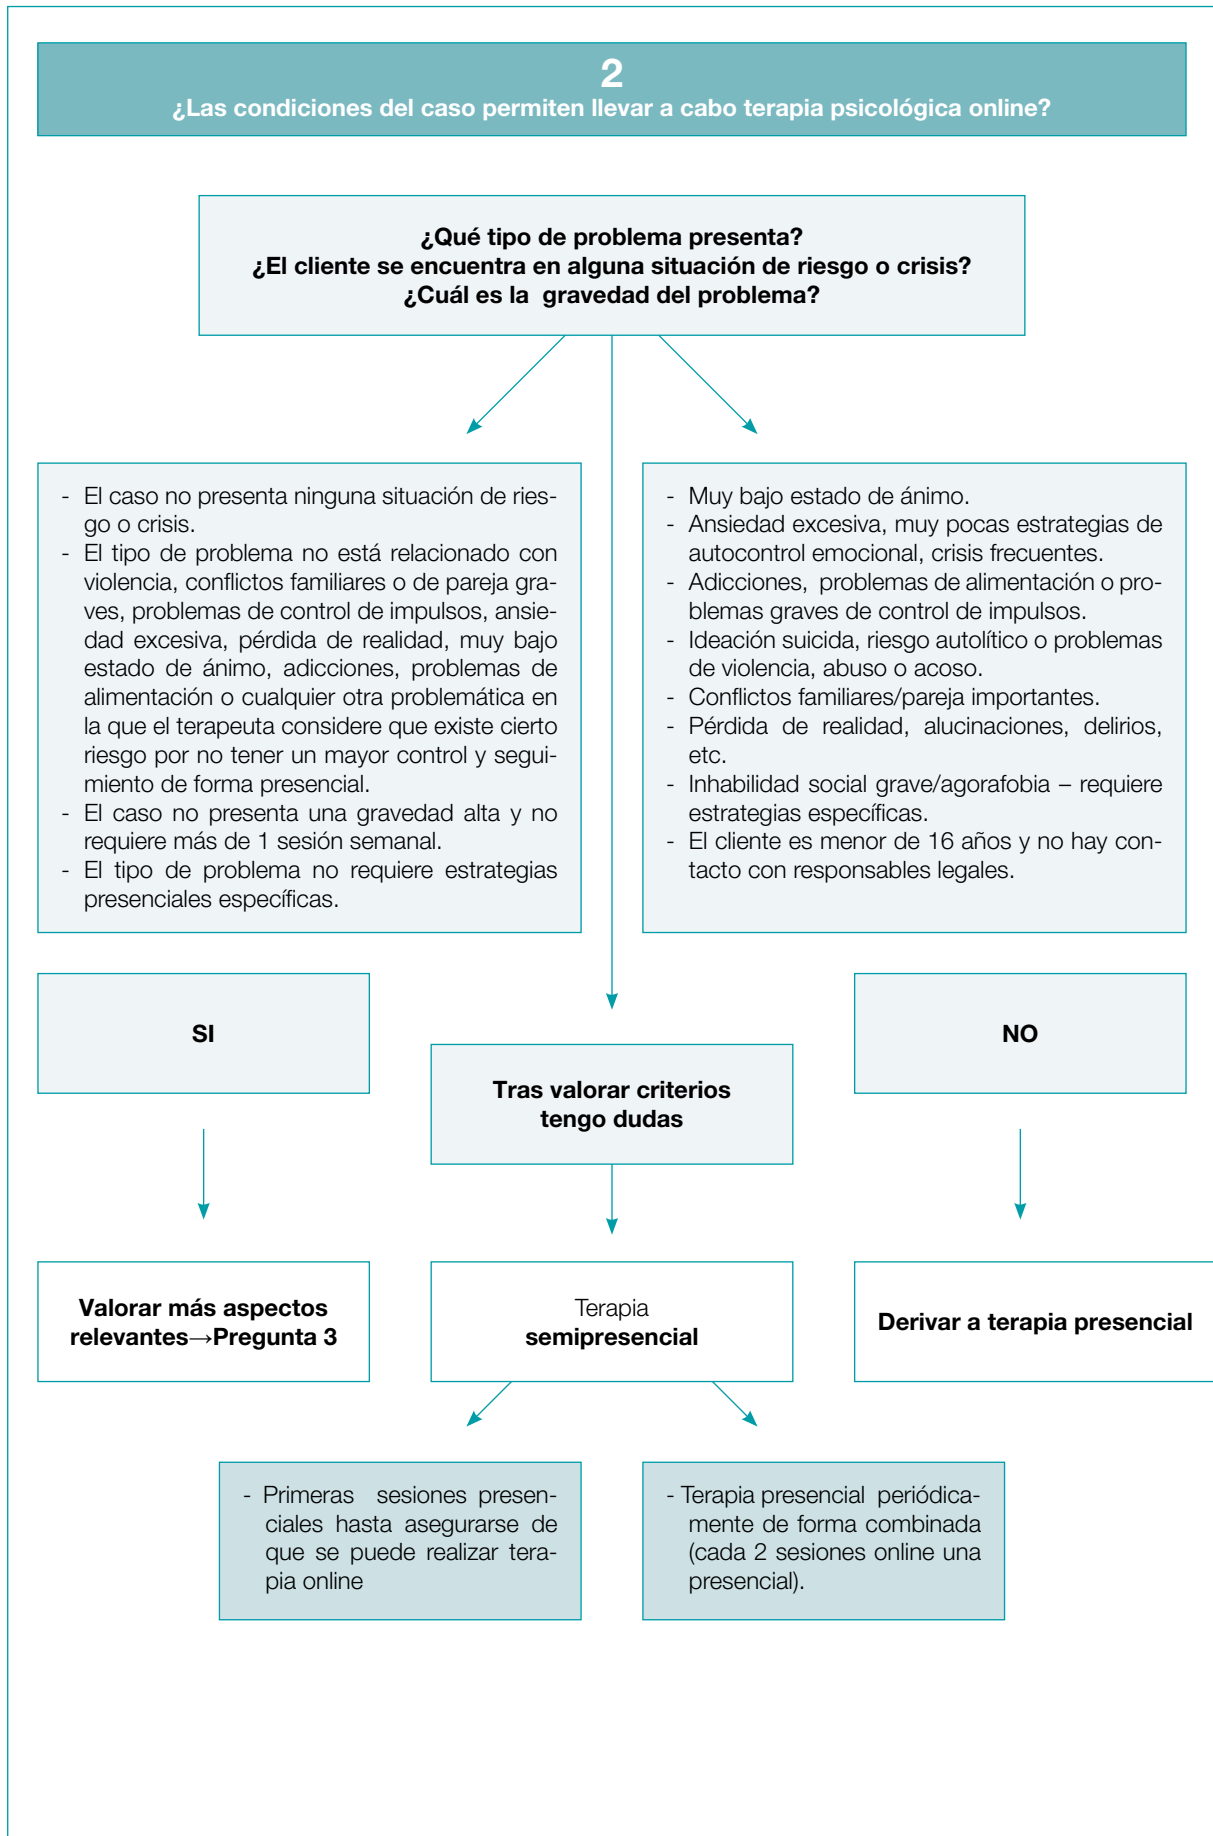 2
¿Las condiciones del caso permiten llevar a cabo terapia psicológica online?
¿Qué tipo de problema presenta?
¿El cliente se encuentra en alguna situación de riesgo o crisis?
¿Cuál es la gravedad del problema?
- El caso no presenta ninguna situación de ries-
go o crisis.
- El tipo de problema no está relacionado con
violencia, conflictos familiares o de pareja gra-
ves, problemas de control de impulsos, ansie-
dad excesiva, pérdida de realidad, muy bajo
estado de ánimo, adicciones, problemas de
alimentación o cualquier otra problemática en
la que el terapeuta considere que existe cierto
riesgo por no tener un mayor control y segui-
miento de forma presencial.
- El caso no presenta una gravedad alta y no
requiere más de 1 sesión semanal.
- El tipo de problema no requiere estrategias
presenciales específicas.
- Muy bajo estado de ánimo.
- Ansiedad excesiva, muy pocas estrategias de
autocontrol emocional, crisis frecuentes.
- Adicciones, problemas de alimentación o pro-
blemas graves de control de impulsos.
- Ideación suicida, riesgo autolítico o problemas
de violencia, abuso o acoso.
- Conflictos familiares/pareja importantes.
- Pérdida de realidad, alucinaciones, delirios,
etc.
- Inhabilidad social grave/agorafobia – requiere
estrategias específicas.
- El cliente es menor de 16 años y no hay con-
tacto con responsables legales.
SI
Tras valorar criterios
tengo dudas
NO
Valorar más aspectos
relevantes→Pregunta 3
Terapia
semipresencial
Derivar a terapia presencial
- Primeras sesiones presen-
ciales hasta asegurarse de
que se puede realizar tera-
pia online
- Terapia presencial periódica-
mente de forma combinada
(cada 2 sesiones online una
presencial).